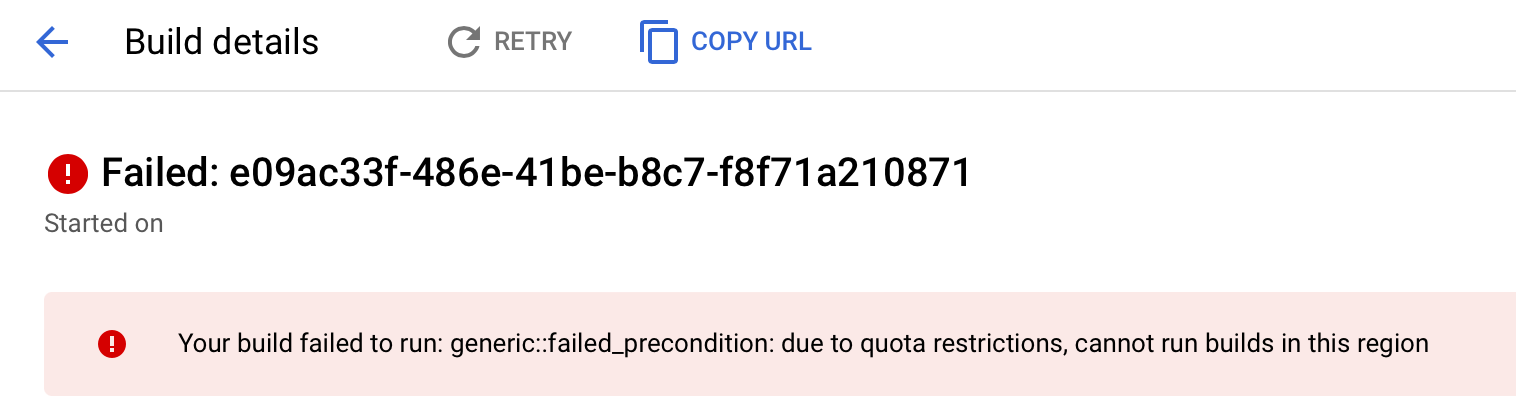 Build details RETRY COPY URL
Failed: e09ac33f-486e-41be-b8c7-f8f71a210871
Started on
Your build failed to run: generic::failed_precondition: due to quota restrictions, cannot run builds in this region